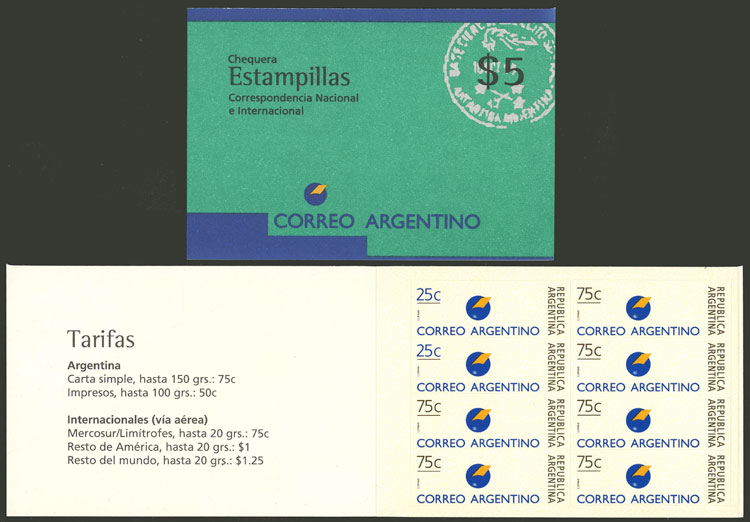 Chequera
Estampillas
Correspondencia Nacional
e Internacional
$5
CORREO ARGENTINO
Tarifas
Argentina
Carta simple, hasta 150 grs.: 75c
Impresos, hasta 100 grs.: 50c
Internacionales (vía aérea)
Mercosur/Limítrofes, hasta 20 grs.: 75c
Resto de América, hasta 20 grs.: $1
Resto del mundo, hasta 20 grs.: $1.25
25c
REPUBLICA
ARGENTINA
CORREO ARGENTINO
75c
REPUBLICA
ARGENTINA
CORREO ARGENTINO
25c
REPUBLICA
ARGENTINA
CORREO ARGENTINO
75c
REPUBLICA
ARGENTINA
CORREO ARGENTINO
75c
REPUBLICA
ARGENTINA
CORREO ARGENTINO
75c
REPUBLICA
ARGENTINA
CORREO ARGENTINO
75c
REPUBLICA
ARGENTINA
CORREO ARGENTINO
75c
REPUBLICA
ARGENTINA
CORREO ARGENTINO